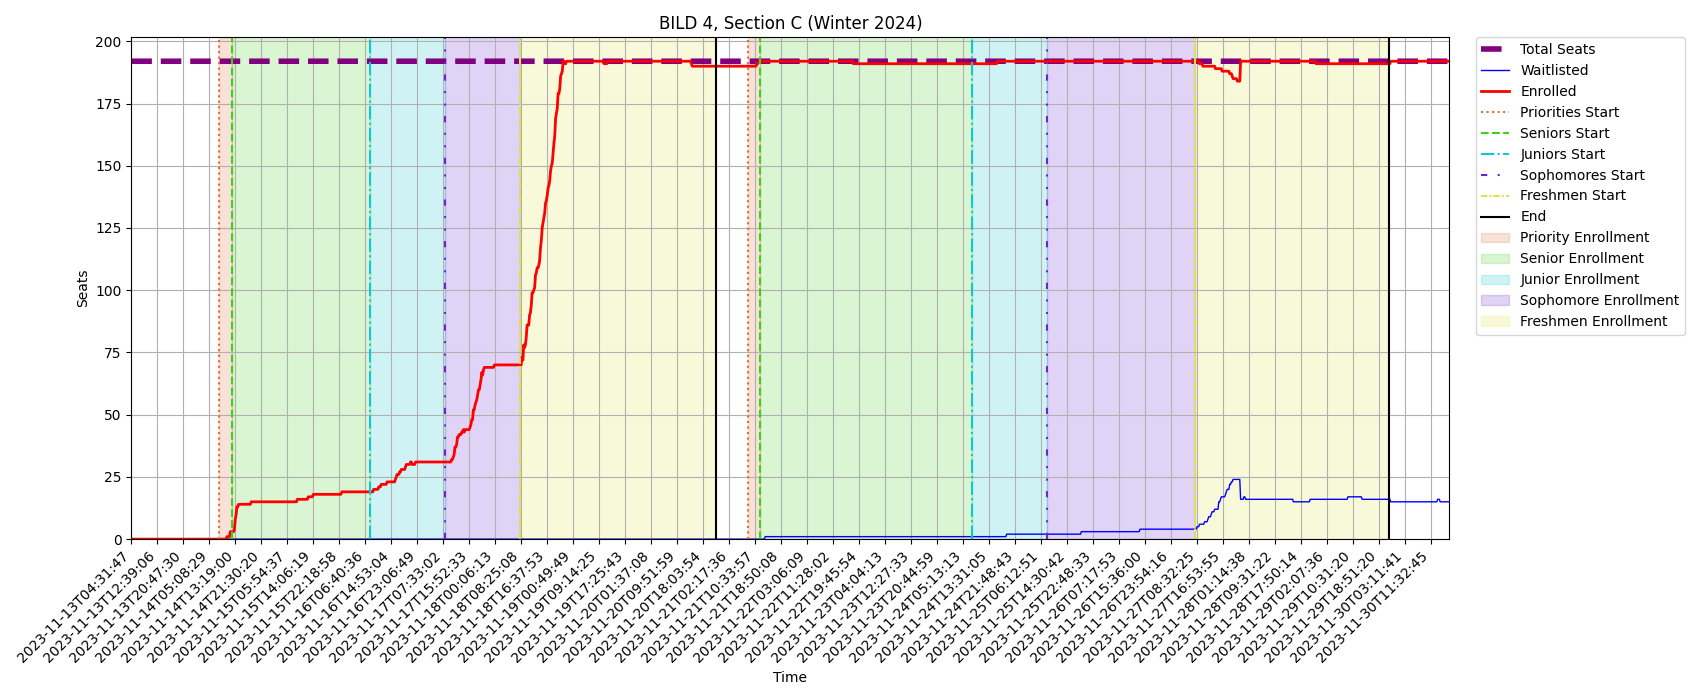 BILD 4, Section C (Winter 2024)
Seats
200
175
150
125
100
75
50
25
0
2023-11-13T04:31:47
2023-11-13T12:39:06
2023-11-13T20:47:30
2023-11-14T05:08:29
2023-11-14T13:19:00
2023-11-14T21:30:20
2023-11-15T05:54:37
2023-11-15T14:06:19
2023-11-15T22:18:58
2023-11-16T06:40:36
2023-11-16T14:53:04
2023-11-16T23:06:49
2023-11-17T07:33:02
2023-11-17T15:52:33
2023-11-18T00:06:13
2023-11-18T08:25:08
2023-11-18T16:37:53
2023-11-19T00:49:49
2023-11-19T09:14:25
2023-11-19T17:25:43
2023-11-20T01:37:08
2023-11-20T09:51:59
2023-11-20T18:03:54
2023-11-21T02:17:36
2023-11-21T10:33:57
2023-11-21T18:50:08
2023-11-22T03:06:09
2023-11-22T11:28:02
2023-11-22T19:45:54
2023-11-23T04:04:13
2023-11-23T12:27:33
2023-11-23T20:44:59
2023-11-24T05:13:13
2023-11-24T13:31:05
2023-11-24T21:48:43
2023-11-25T06:12:51
2023-11-25T14:30:42
2023-11-25T22:48:33
2023-11-26T07:17:53
2023-11-26T15:36:00
2023-11-26T23:54:16
2023-11-27T08:32:25
2023-11-27T16:53:55
2023-11-28T01:14:38
2023-11-28T09:31:22
2023-11-28T17:50:14
2023-11-29T02:07:36
2023-11-29T10:31:20
2023-11-29T18:51:20
2023-11-30T03:11:41
2023-11-30T11:32:45
Time
Total Seats
Waitlisted
Enrolled
Priorities Start
Seniors Start
Juniors Start
Sophomores Start
Freshmen Start
End
Priority Enrollment
Senior Enrollment
Junior Enrollment
Sophomore Enrollment
Freshmen Enrollment